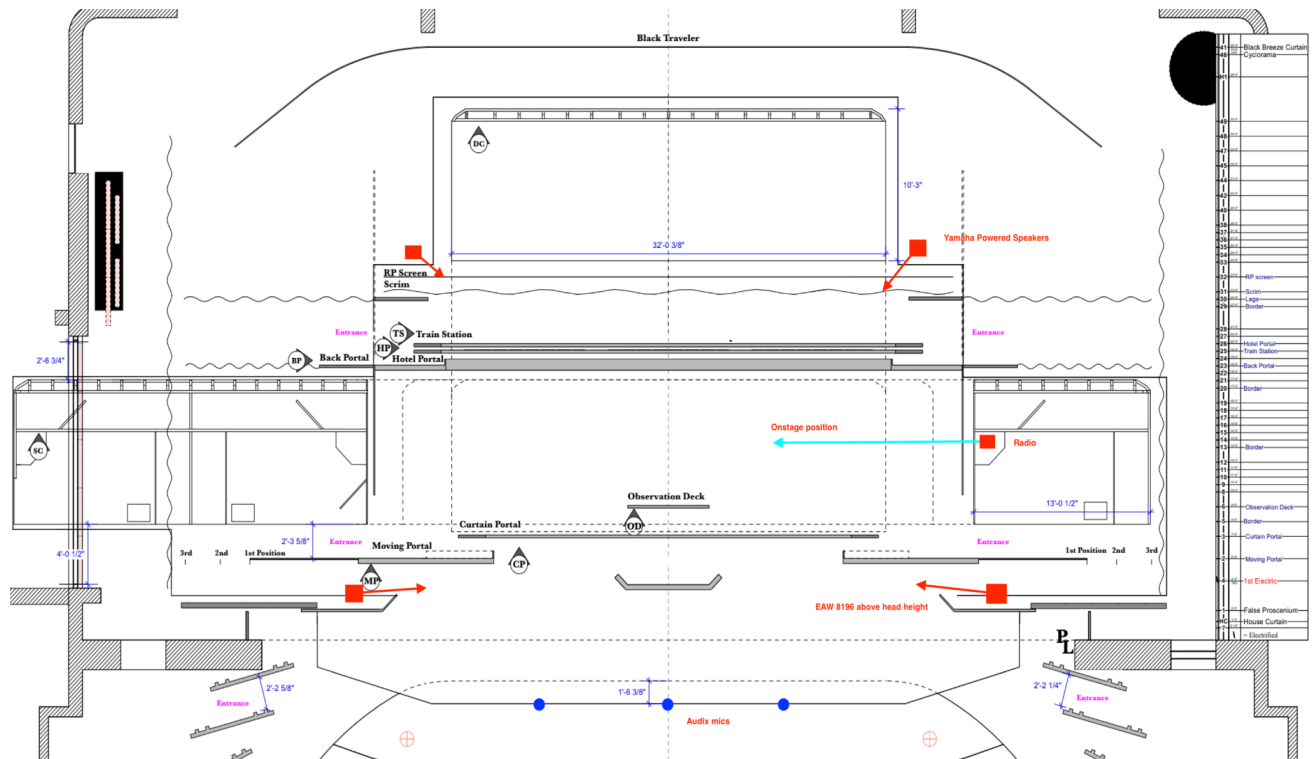 Black Traveler
DC
10'-3"
32'-0 3/8"
Yamaha Powered Speakers
RP Screen
Scrim
Entrance
TS
Train Station
Entrance
HP
Hotel Portal
BP
Back Portal
2'-6 3/4"
Onstage position
Radio
SC
Observation Deck
OD
13'-0 1/2"
Curtain Portal
2'-3 5/8"
4'-0 1/2"
Entrance
Moving Portal
Entrance
3rd
2nd
1st Position
1st Position
2nd
3rd
CP
MP
EAW 8196 above head height
PL
2'-2 5/8"
Entrance
1'-6 3/8"
Audix mics
2'-2 1/4"
Entrance
Black Breeze Curtain
Cyclorama
RP screen
Scrim
Legs
Border
Hotel Portal
Train Station
Back Portal
Border
Border
Observation Deck
Border
Curtain Portal
Moving Portal
1st Electric
False Proscenium
House Curtain
= Electrified